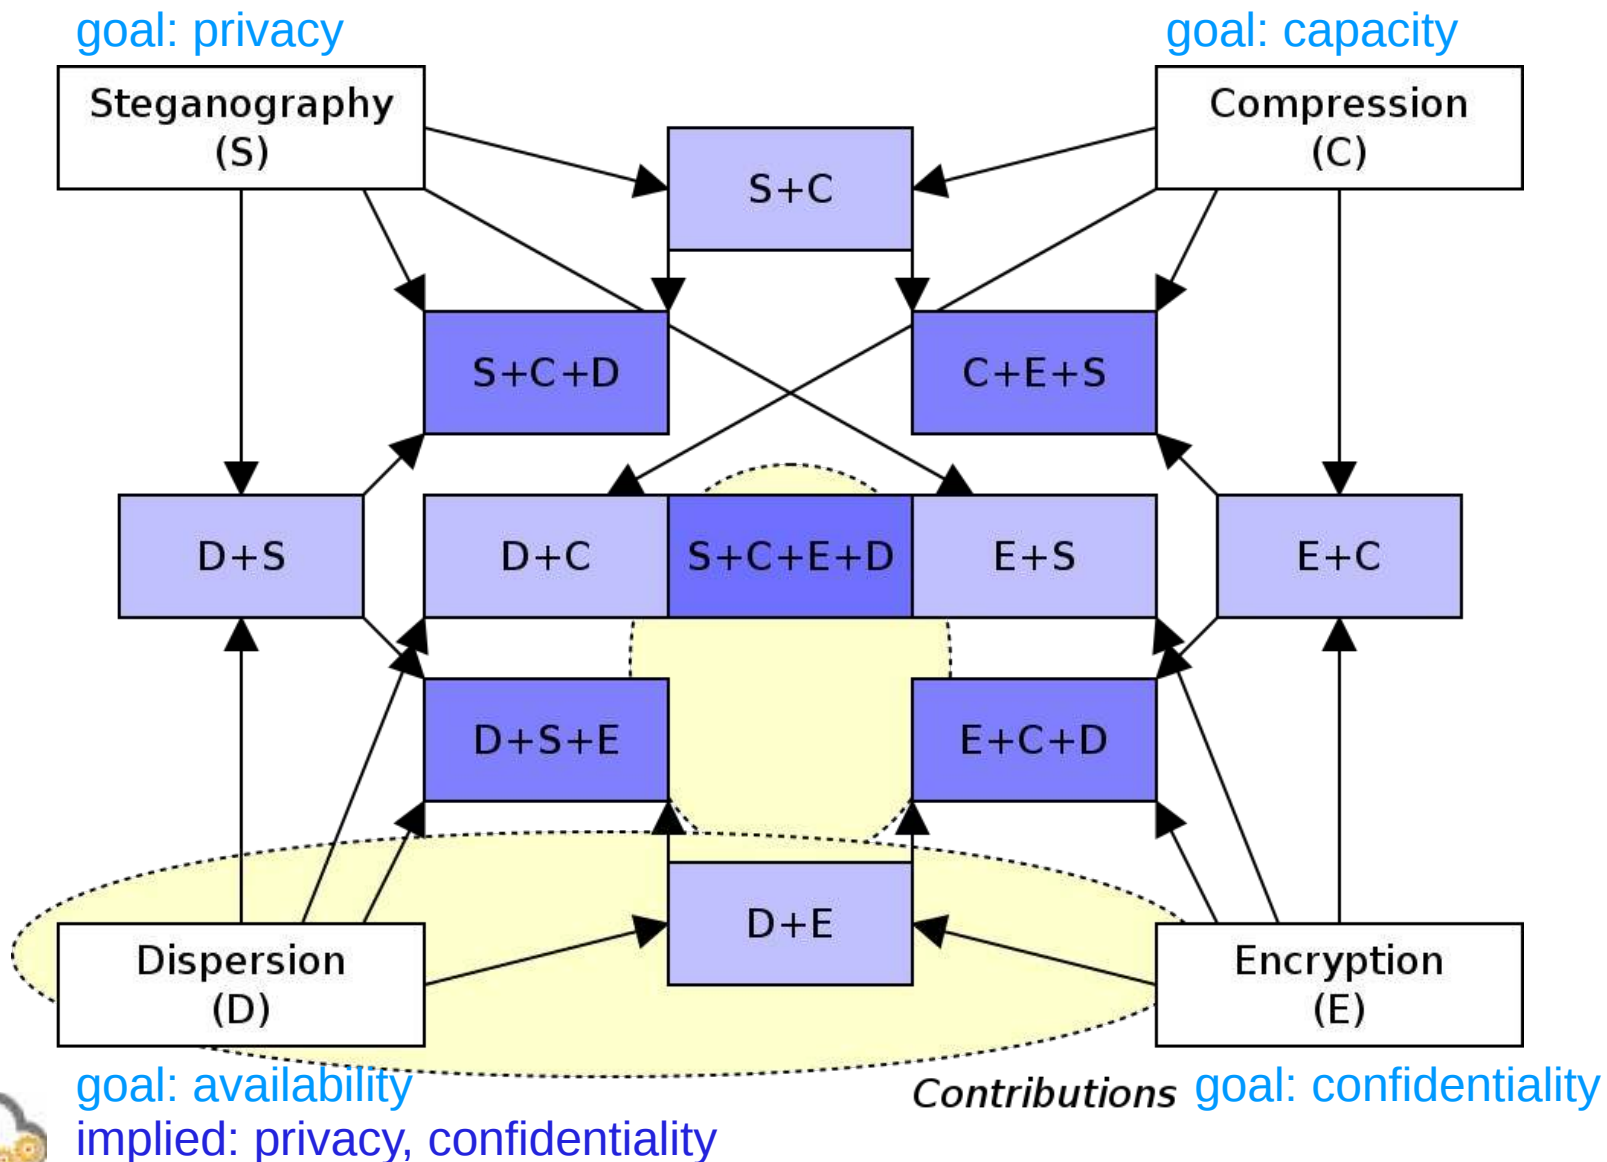 goal: privacy
goal: capacity
Steganography
(S)
Compression
(C)
S+C
S+C+D
C+E+S
D+S
D+C
S+C+E+D
E+S
E+C
D+S+E
E+C+D
D+E
Dispersion
(D)
Encryption
(E)
goal: availability
Contributions
goal: confidentiality
implied: privacy, confidentiality